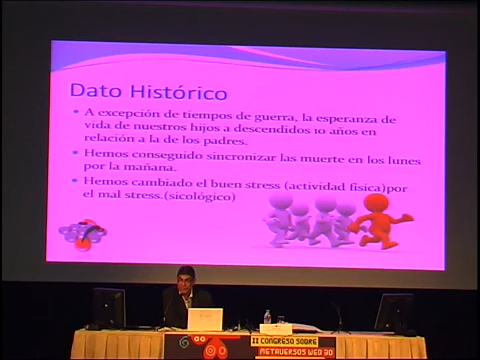 Dato Histórico
• A excepción de tiempos de guerra, la esperanza de
vida de nuestros hijos a descendidos 10 años en
relación a la de los padres.
• Hemos conseguido sincronizar las muerte en los lunes
por la mañana.
• Hemos cambiado el buen stress (actividad fisica)por
el mal stress.(sicológico)
II CONGRESO SOBRE
METAVERSOS WEB 3D